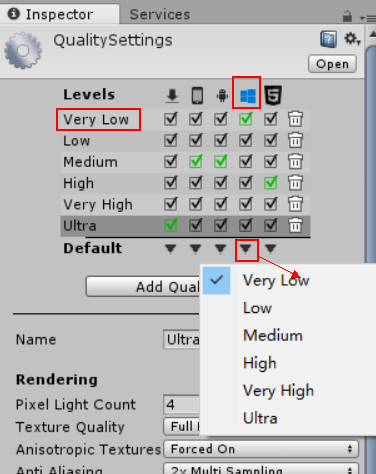 Inspector Services
QualitySettings
Open
Levels
Very Low
Low
Medium
High
Very High
Ultra
Default
Very Low
Low
Medium
High
Very High
Ultra
Add Qual
Name Ultra
Rendering
Pixel Light Count 4
Texture Quality Full
Anisotropic Textures Forced On
Anti Aliasing 2x Multi Sampling